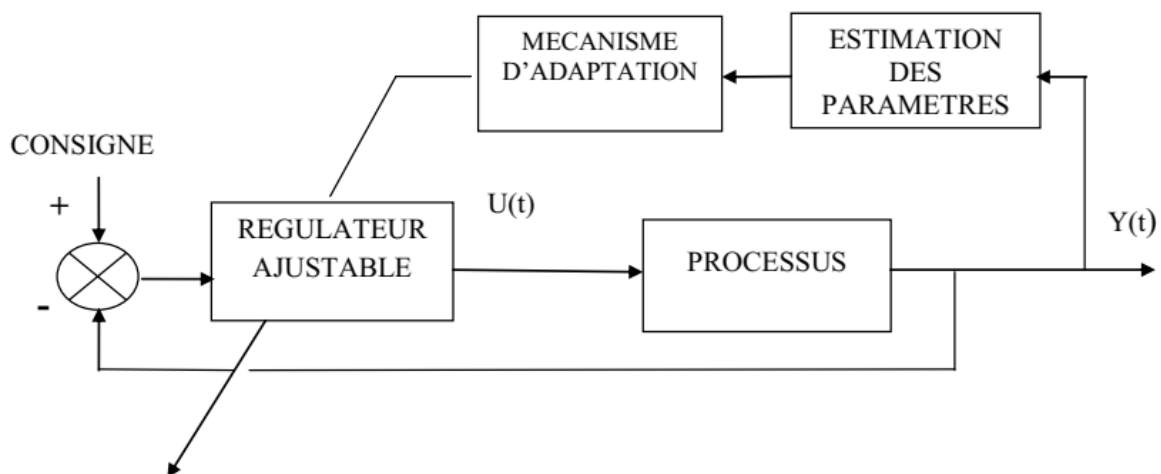 MECANISME
D'ADAPTATION
ESTIMATION
DES
PARAMETRES
CONSIGNE
+
-
REGULATEUR
AJUSTABLE
U(t)
PROCESSUS
Y(t)